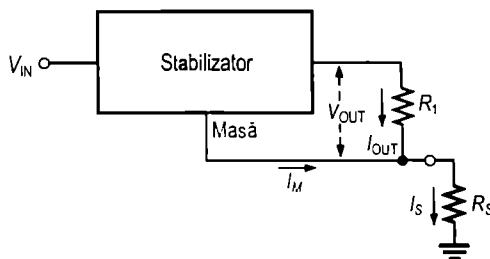 Stabilizator
V_IN
Masă
V_OUT
R_1
I_OUT
I_M
I_S
R_S